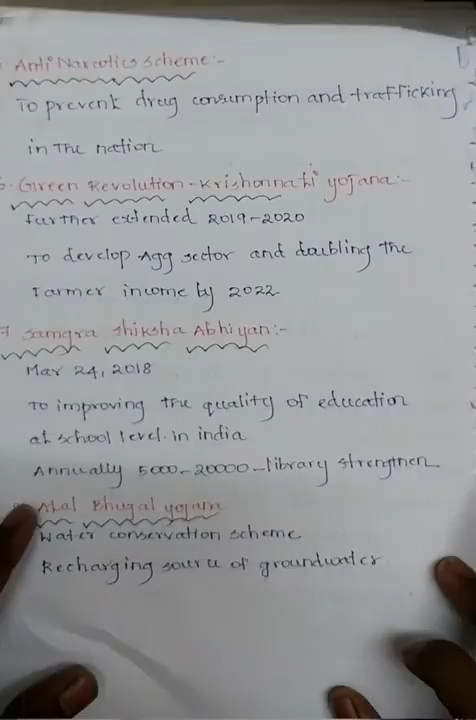 Anti Narcotics scheme:-
To prevent drug consumption and trafficking
in The nation
Green Revolution - Krishonnati yojana:-
further extended 2019-2020
To develop Agg sector and doubling the
Farmer income by 2022
7 Samgra Shiksha Abhiyan:-
Mar 24, 2018
To improving the quality of education
at school level. in india
Annually 5000-20000-library strengthen
Atal Bhugal yojana
Water conservation scheme
Recharging source of groundwater